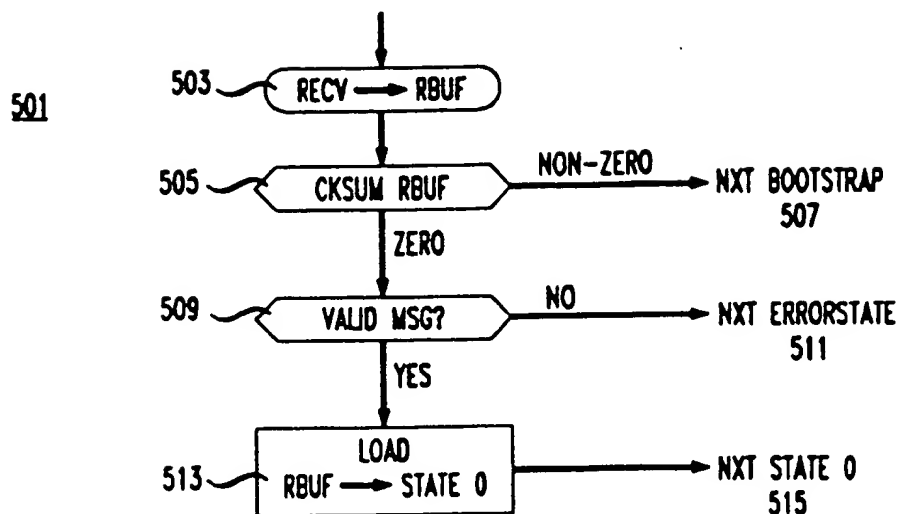 503
RECV → RBUF
501
505
CKSUM RBUF
NON-ZERO
NXT BOOTSTRAP
507
ZERO
509
VALID MSG?
NO
NXT ERRORSTATE
511
YES
LOAD
513
RBUF → STATE 0
NXT STATE 0
515